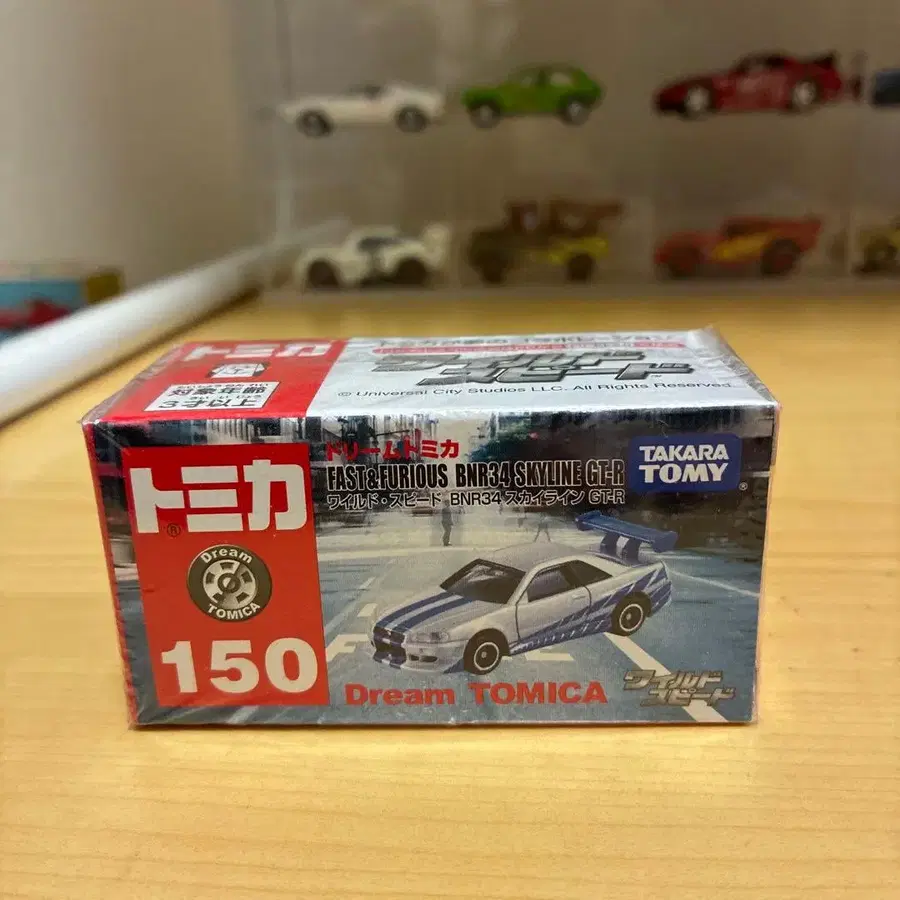 トミカ
対象年齢
3才以上
ワイルド
スピード
© Universal City Studios LLC. All Rights Reserved.
トミカ®
Dream
TOMICA
150
ドリームトミカ
FAST&FURIOUS BNR34 SKYLINE GT-R
ワイルド・スピード BNR34 スカイライン GT-R
TAKARA
TOMY®
Dream TOMICA
ワイルド
スピード